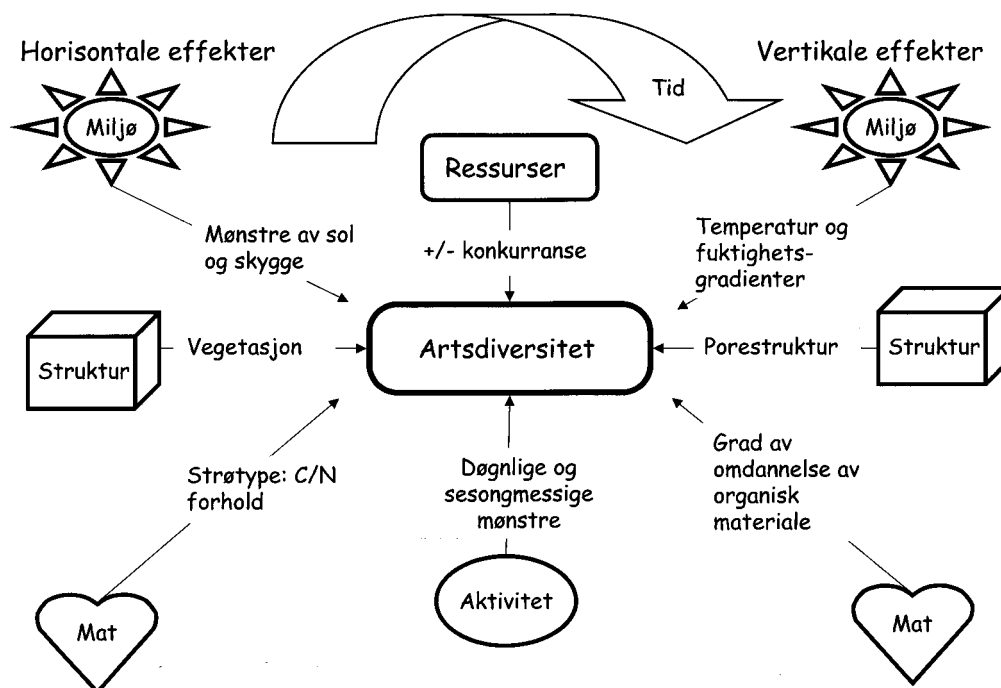 Horisontale effekter
Vertikale effekter
Tid
Miljø
Miljø
Ressurser
Mønstre av sol
og skygge
+/- konkurranse
Temperatur og
fuktighets-
gradienter
Struktur
Vegetasjon
Artsdiversitet
Porestruktur
Struktur
Strøtype: C/N
forhold
Døgnlige og
sesongmessige
mønstre
Grad av
omdannelse av
organisk
materiale
Mat
Aktivitet
Mat